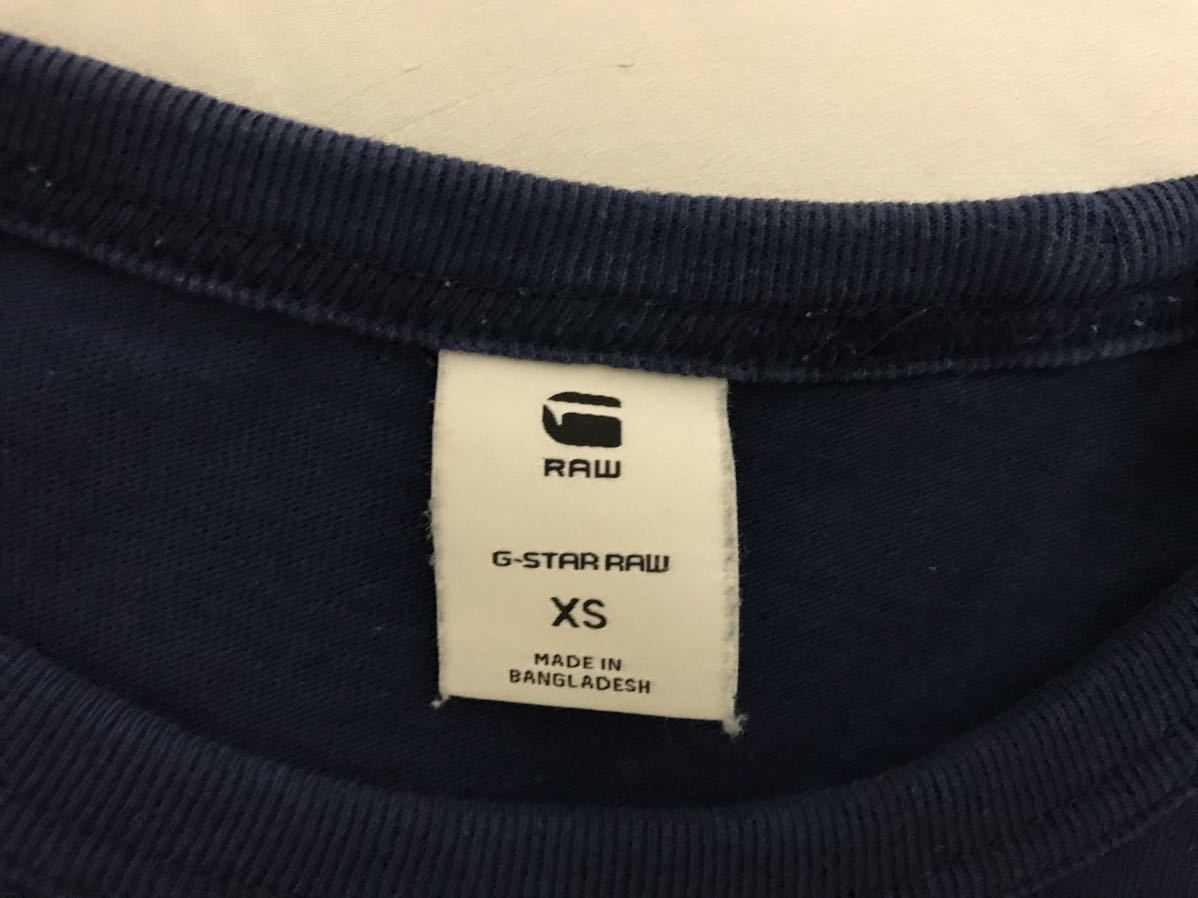 RAW
G-STAR RAW
XS
MADE IN
BANGLADESH